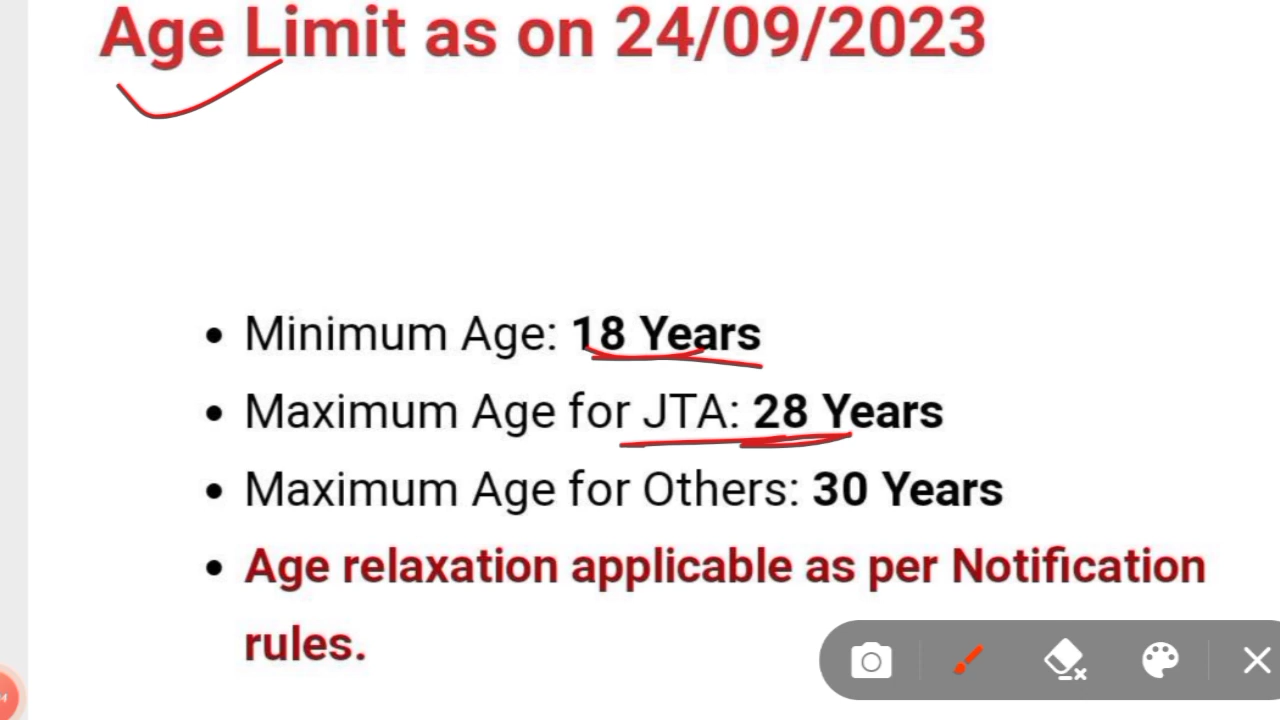 Age Limit as on 24/09/2023
Minimum Age: 18 Years
Maximum Age for JTA: 28 Years
Maximum Age for Others: 30 Years
Age relaxation applicable as per Notification
rules.